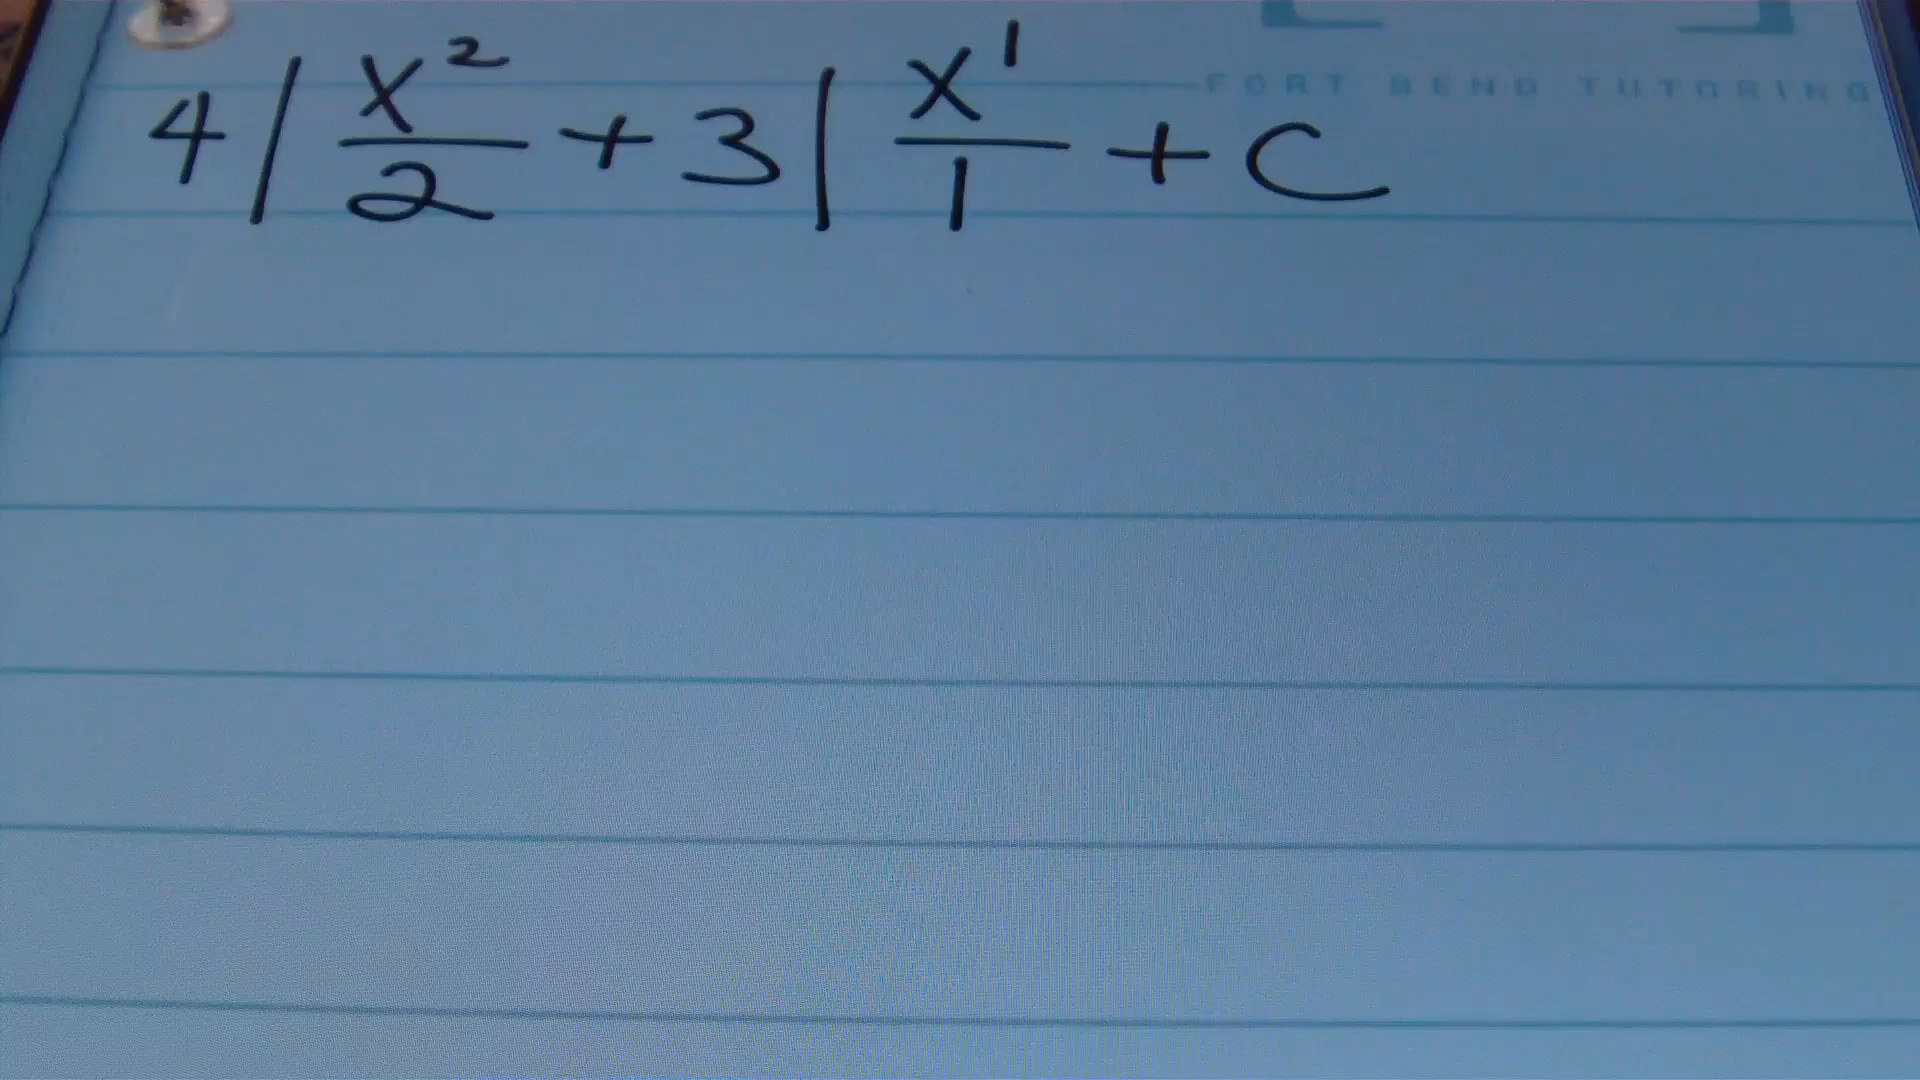 FORT BEND TUTORING
4 | x²/2 + 3 | x¹/1 + C